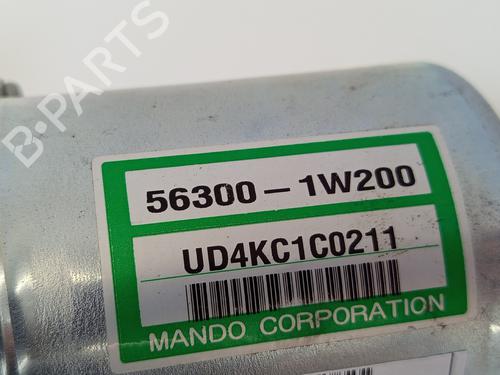 B-PARTS
56300-1W200
UD4KC1C0211
MANDO CORPORATION